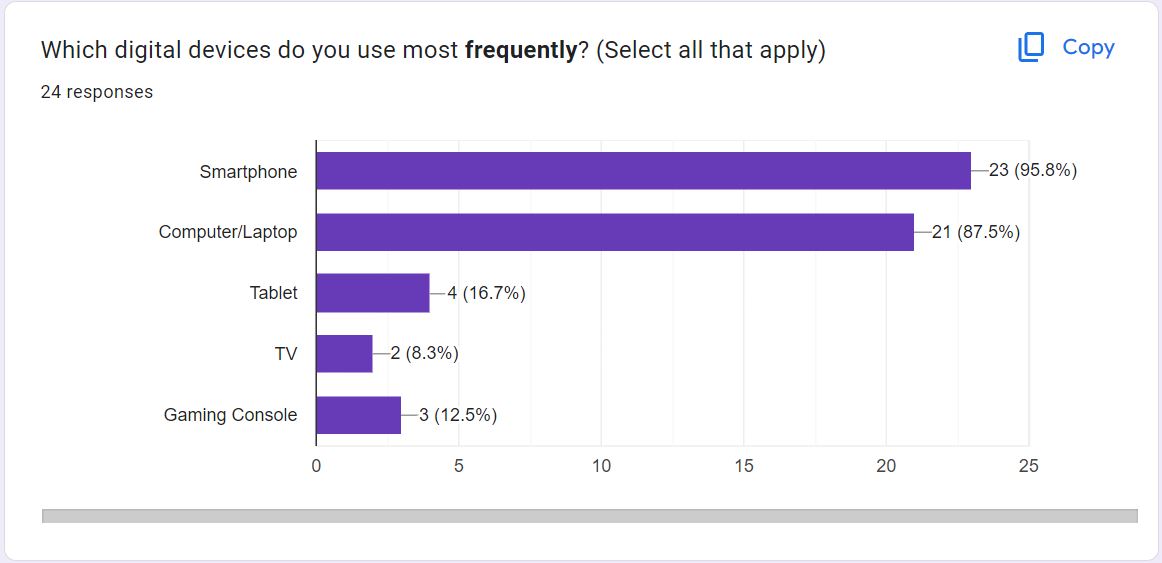 Which digital devices do you use most frequently? (Select all that apply)
Copy
24 responses
Smartphone 23 (95.8%)
Computer/Laptop 21 (87.5%)
Tablet 4 (16.7%)
TV 2 (8.3%)
Gaming Console 3 (12.5%)
0 5 10 15 20 25